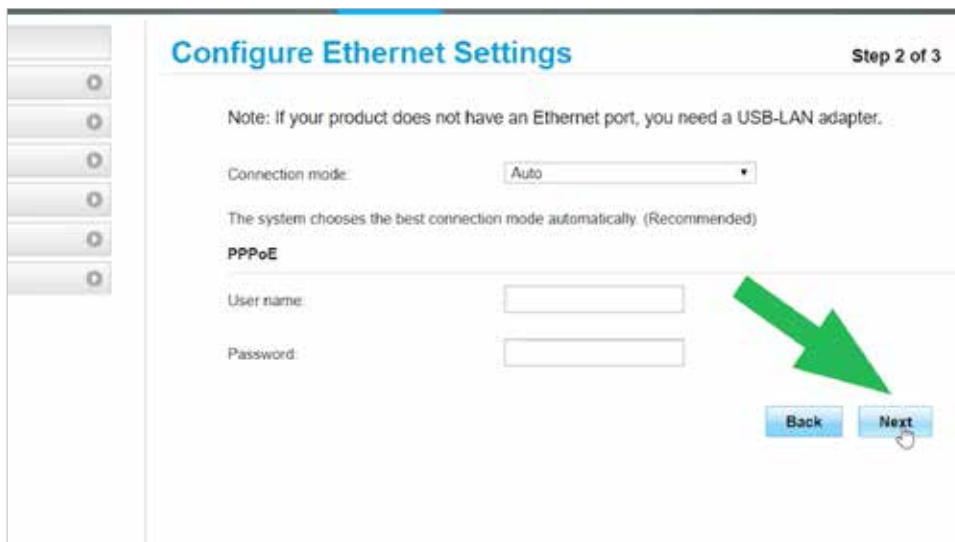 Configure Ethernet Settings
Step 2 of 3
Note: If your product does not have an Ethernet port, you need a USB-LAN adapter.
Connection mode:
Auto
The system chooses the best connection mode automatically. (Recommended)
PPPoE
User name:
Password:
Back
Next